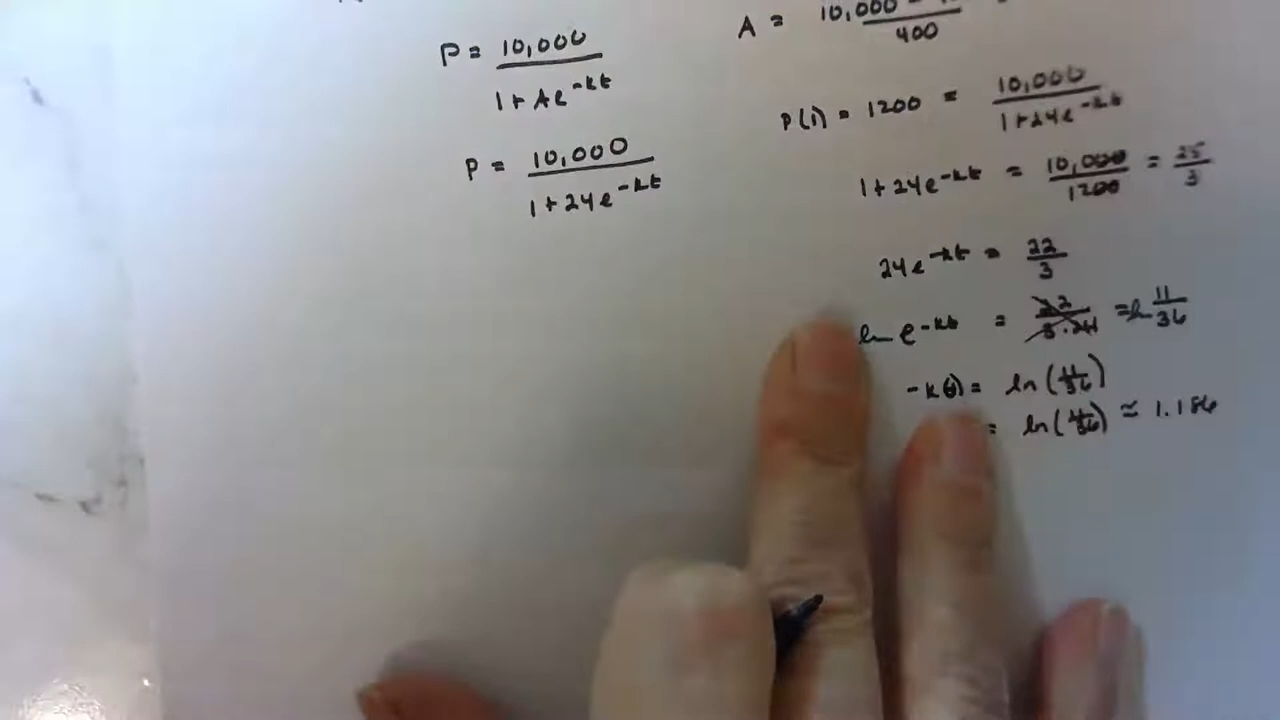 P = 10,000 / 1 + Ae^-kt
P = 10,000 / 1 + 24e^-kt
A = 10,000 - / 400
P(1) = 1200 = 10,000 / 1 + 24e^-kt
1 + 24e^-kt = 10,000 / 1200 = 25 / 3
24e^-kt = 22 / 3
ln e^-kt = 22 / 3·24 = ln 11 / 36
-k( ) = ln(11/36)
= ln( /36) ≈ 1.186